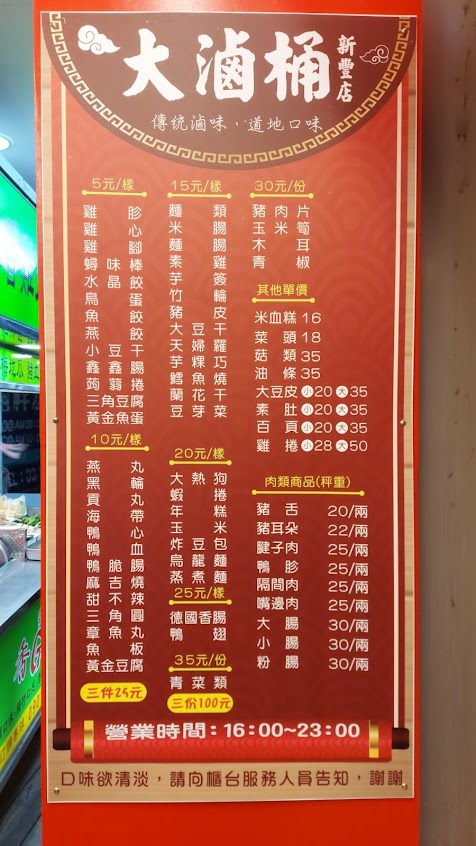 大滷桶
新豐店
傳統滷味、道地口味
5元/樣
雞胗
雞心
雞腳
蟳味棒
水晶餃
鳥蛋
魚餃
燕餃
小豆干
鑫鑫腸
蒟蒻捲
三角豆腐
黃金魚蛋
10元/樣
燕丸
黑輪
貢丸
海帶
鴨心
鴨血
鴨脆腸
麻吉燒
甜不辣
三角圓
章魚丸
魚板
黃金豆腐
三件25元
15元/樣
麵類
米腸
麵腸
素雞
芋簽
竹輪
豬皮
大豆干
天婦羅
芋粿巧
鱈魚燒
蘭花干
豆芽菜
20元/樣
大熱狗
蝦捲
年糕
玉米
炸豆包
烏龍麵
蒸煮麵
25元/樣
德國香腸
鴨翅
35元/份
青菜類
三份100元
30元/份
豬肉片
玉米筍
木耳
青椒
其他單價
米血糕 16
菜頭 18
菇類 35
油條 35
大豆皮 小20 大35
素肚 小20 大35
百頁 小20 大35
雞捲 小28 大50
肉類商品(秤重)
豬舌 20/兩
豬耳朵 22/兩
腱子肉 25/兩
鴨胗 25/兩
隔間肉 25/兩
嘴邊肉 25/兩
大腸 30/兩
小腸 30/兩
粉腸 30/兩
營業時間：16:00~23:00
口味欲清淡，請向櫃台服務人員告知，謝謝